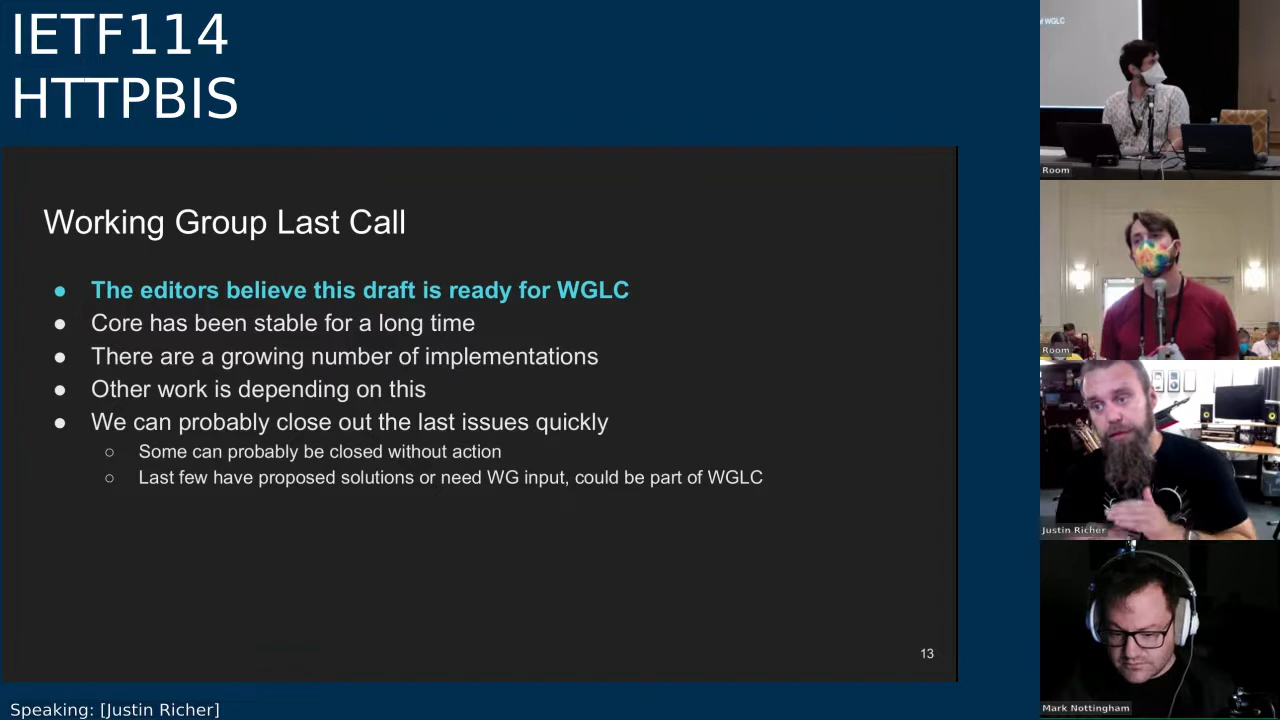 IETF114
HTTPBIS
Working Group Last Call
● The editors believe this draft is ready for WGLC
● Core has been stable for a long time
● There are a growing number of implementations
● Other work is depending on this
● We can probably close out the last issues quickly
○ Some can probably be closed without action
○ Last few have proposed solutions or need WG input, could be part of WGLC
13
Speaking: [Justin Richer]
WGLC
Room
Room
Justin Richer
Mark Nottingham